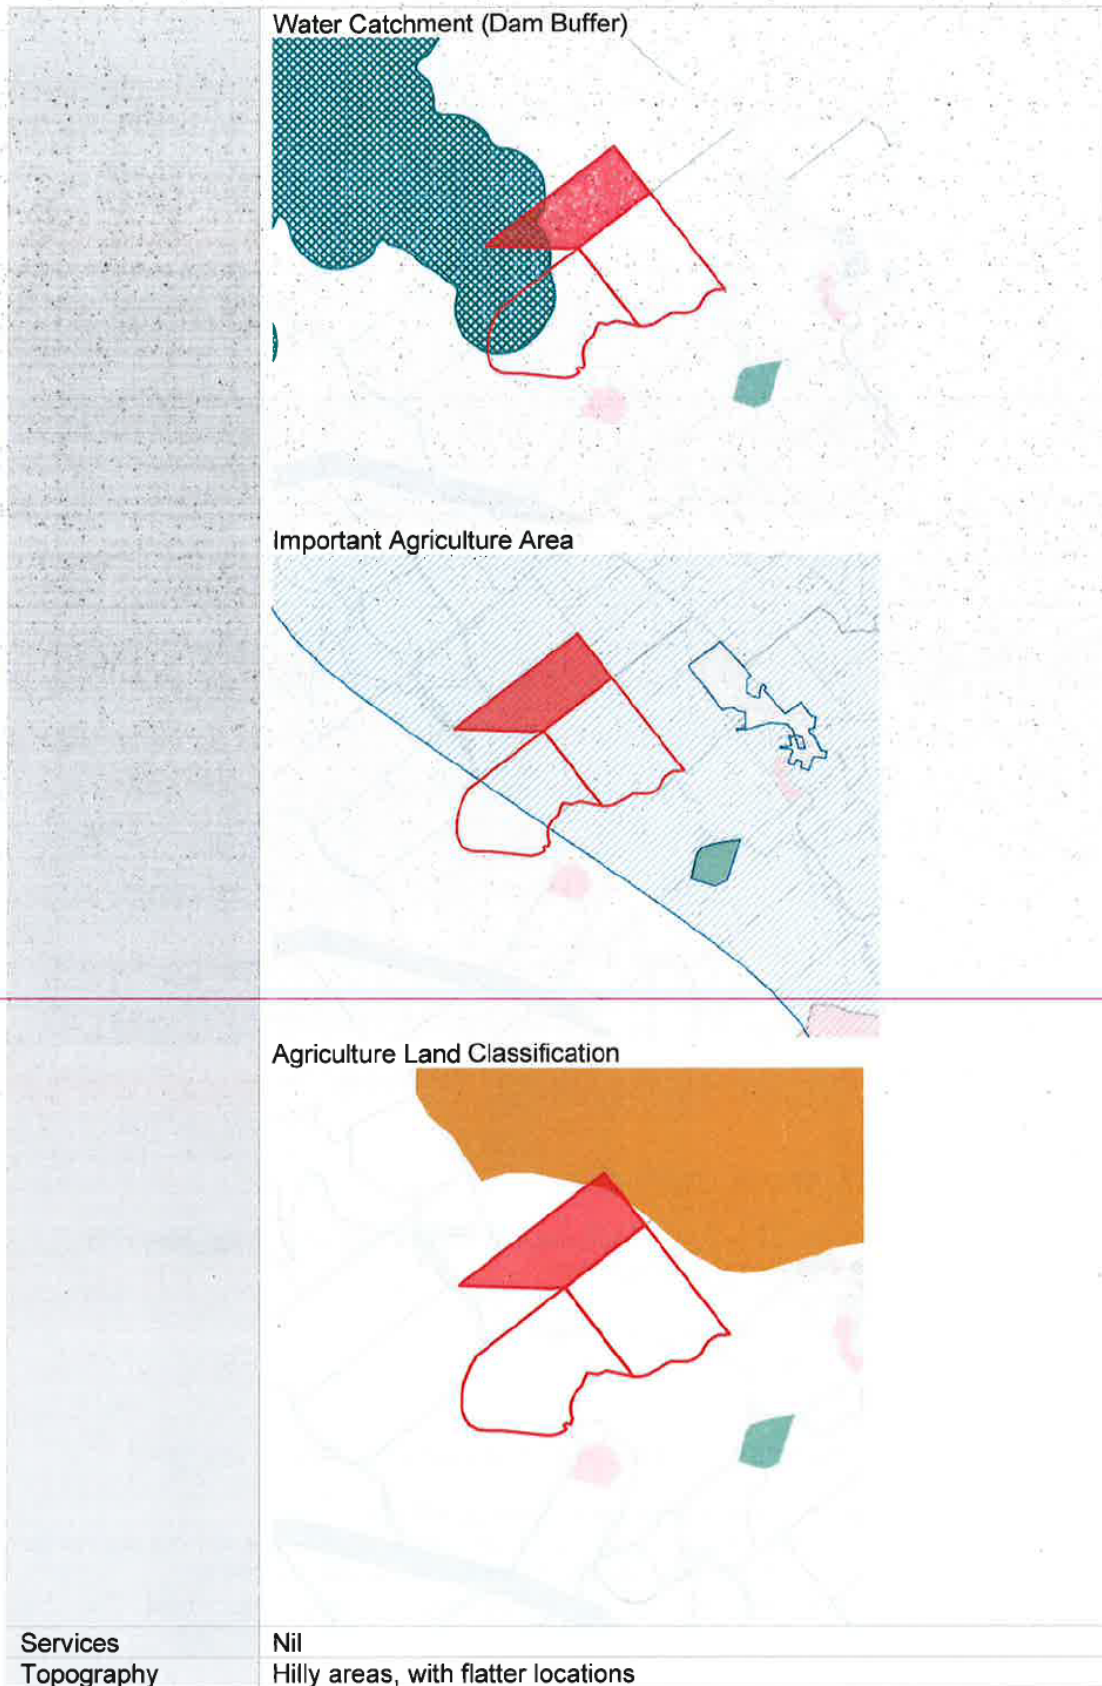 Water Catchment (Dam Buffer)
Important Agriculture Area
Agriculture Land Classification
Services Nil
Topography Hilly areas, with flatter locations